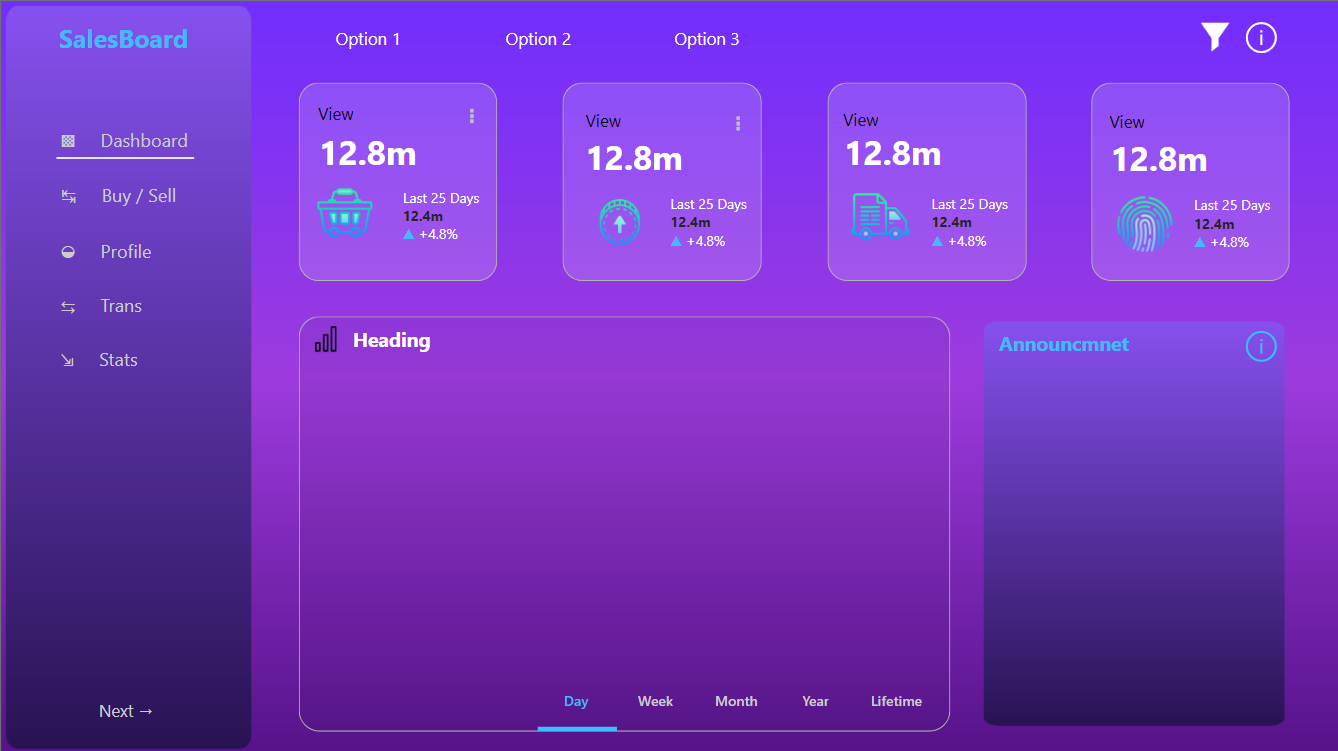 SalesBoard
Dashboard
Buy / Sell
Profile
Trans
Stats
Next →
Option 1
Option 2
Option 3
View
12.8m
Last 25 Days
12.4m
▲ +4.8%
View
12.8m
Last 25 Days
12.4m
▲ +4.8%
View
12.8m
Last 25 Days
12.4m
▲ +4.8%
View
12.8m
Last 25 Days
12.4m
▲ +4.8%
Heading
Day
Week
Month
Year
Lifetime
Announcmnet